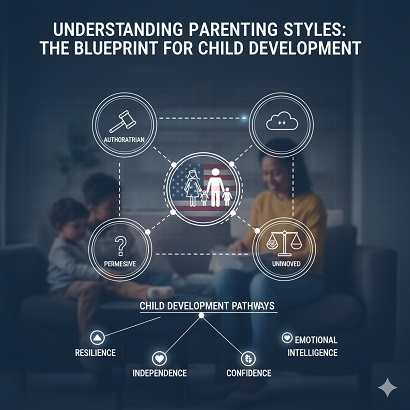 UNDERSTANDING PARENTING STYLES:
THE BLUEPRINT FOR CHILD DEVELOPMENT
AUTHORATRIAN
PERMESIVE
UNINOVED
CHILD DEVELOPMENT PATHWAYS
RESILIENCE
INDEPENDENCE
CONFIDENCE
EMOTIONAL
INTELLIGENCE